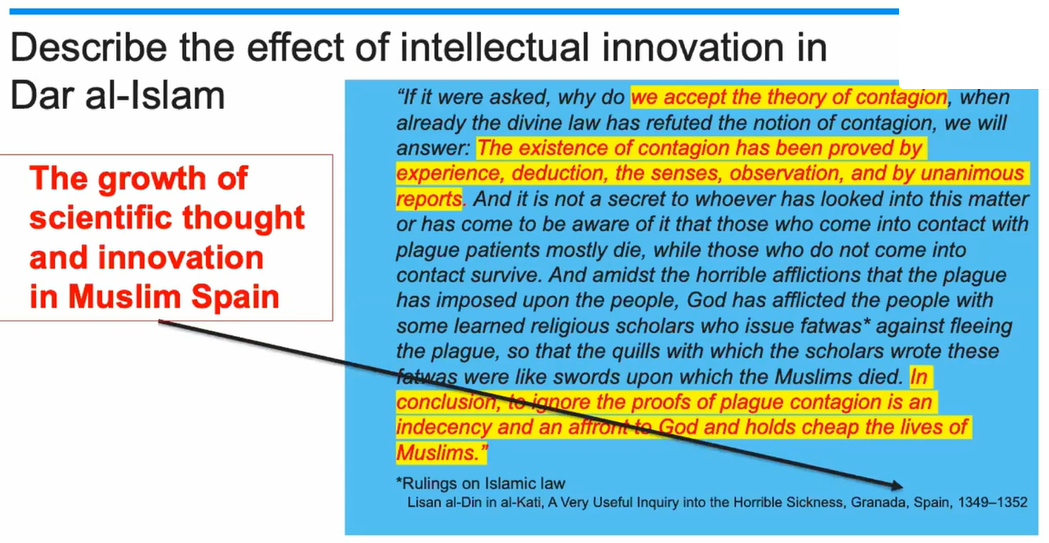 Describe the effect of intellectual innovation in
Dar al-Islam
The growth of
scientific thought
and innovation
in Muslim Spain
“If it were asked, why do we accept the theory of contagion, when
already the divine law has refuted the notion of contagion, we will
answer: The existence of contagion has been proved by
experience, deduction, the senses, observation, and by unanimous
reports. And it is not a secret to whoever has looked into this matter
or has come to be aware of it that those who come into contact with
plague patients mostly die, while those who do not come into
contact survive. And amidst the horrible afflictions that the plague
has imposed upon the people, God has afflicted the people with
some learned religious scholars who issue fatwas* against fleeing
the plague, so that the quills with which the scholars wrote these
fatwas were like swords upon which the Muslims died. In
conclusion, to ignore the proofs of plague contagion is an
indecency and an affront to God and holds cheap the lives of
Muslims.”
*Rulings on Islamic law
Lisan al-Din in al-Kati, A Very Useful Inquiry into the Horrible Sickness, Granada, Spain, 1349–1352